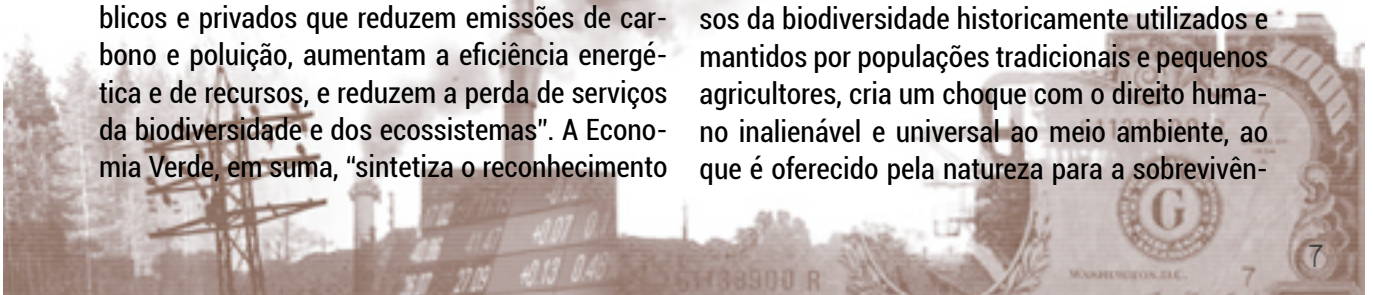 blicos e privados que reduzem emissões de car-
bono e poluição, aumentam a eficiência energé-
tica e de recursos, e reduzem a perda de serviços
da biodiversidade e dos ecossistemas". A Econo-
mia Verde, em suma, "sintetiza o reconhecimento
sos da biodiversidade historicamente utilizados e
mantidos por populações tradicionais e pequenos
agricultores, cria um choque com o direito huma-
no inalienável e universal ao meio ambiente, ao
que é oferecido pela natureza para a sobrevivên-
G
WASHINGTON, D.C.
7
7